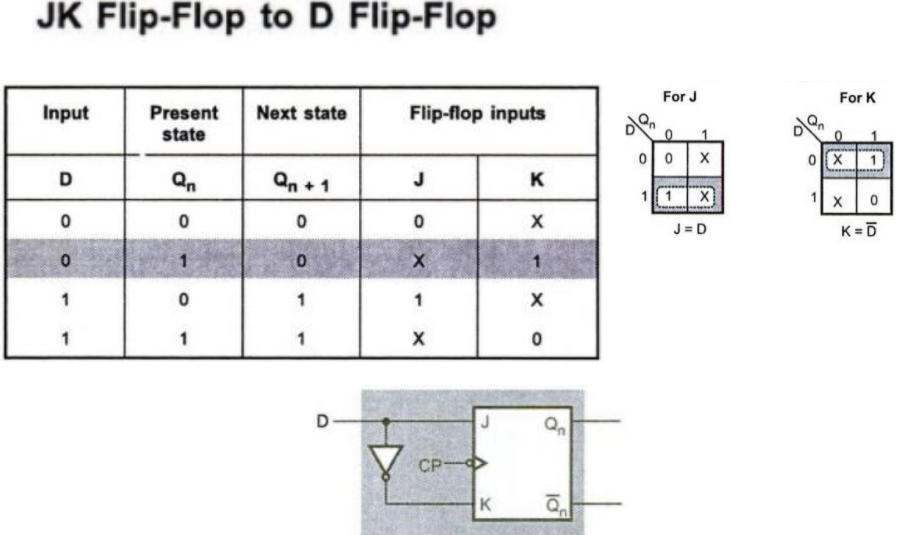 JK Flip-Flop to D Flip-Flop
Input Present state Next state Flip-flop inputs
D Qn Qn + 1 J K
0 0 0 0 X
0 1 0 X 1
1 0 1 1 X
1 1 1 X 0
For J
D Qn 0 1
0 0 X
1 1 X
J = D
For K
D Qn 0 1
0 X 1
1 X 0
K = D̅
D J Qn
CP
K Q̅n